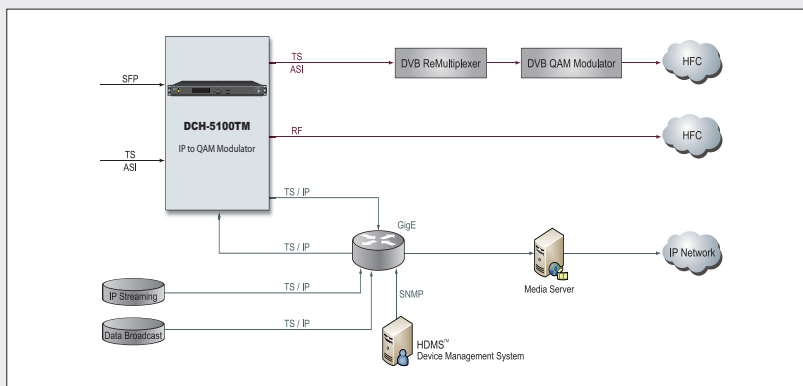 SFP
TS
ASI
DCH-5100TM
IP to QAM Modulator
TS
ASI
DVB ReMultiplexer
DVB QAM Modulator
HFC
RF
HFC
TS / IP
GigE
TS / IP
IP Network
Media Server
IP Streaming
TS / IP
SNMP
Data Broadcast
TS / IP
HDMS™
Device Management System